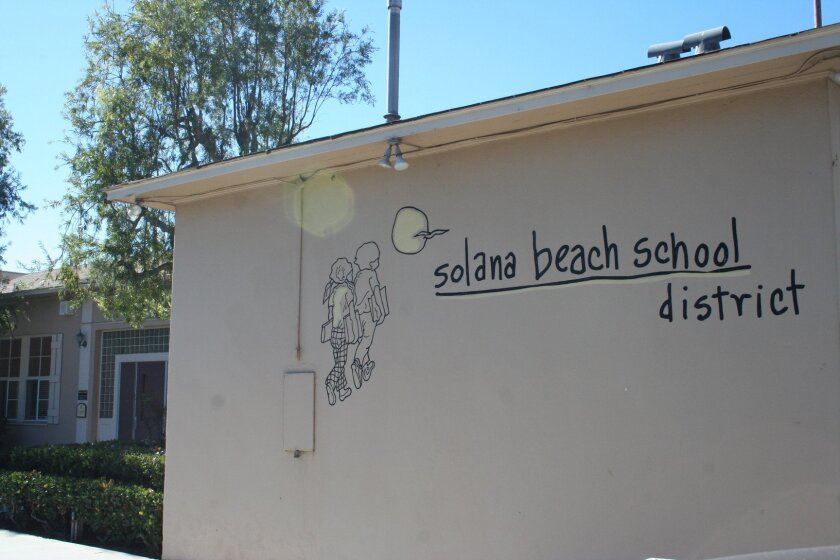 solana beach school
district